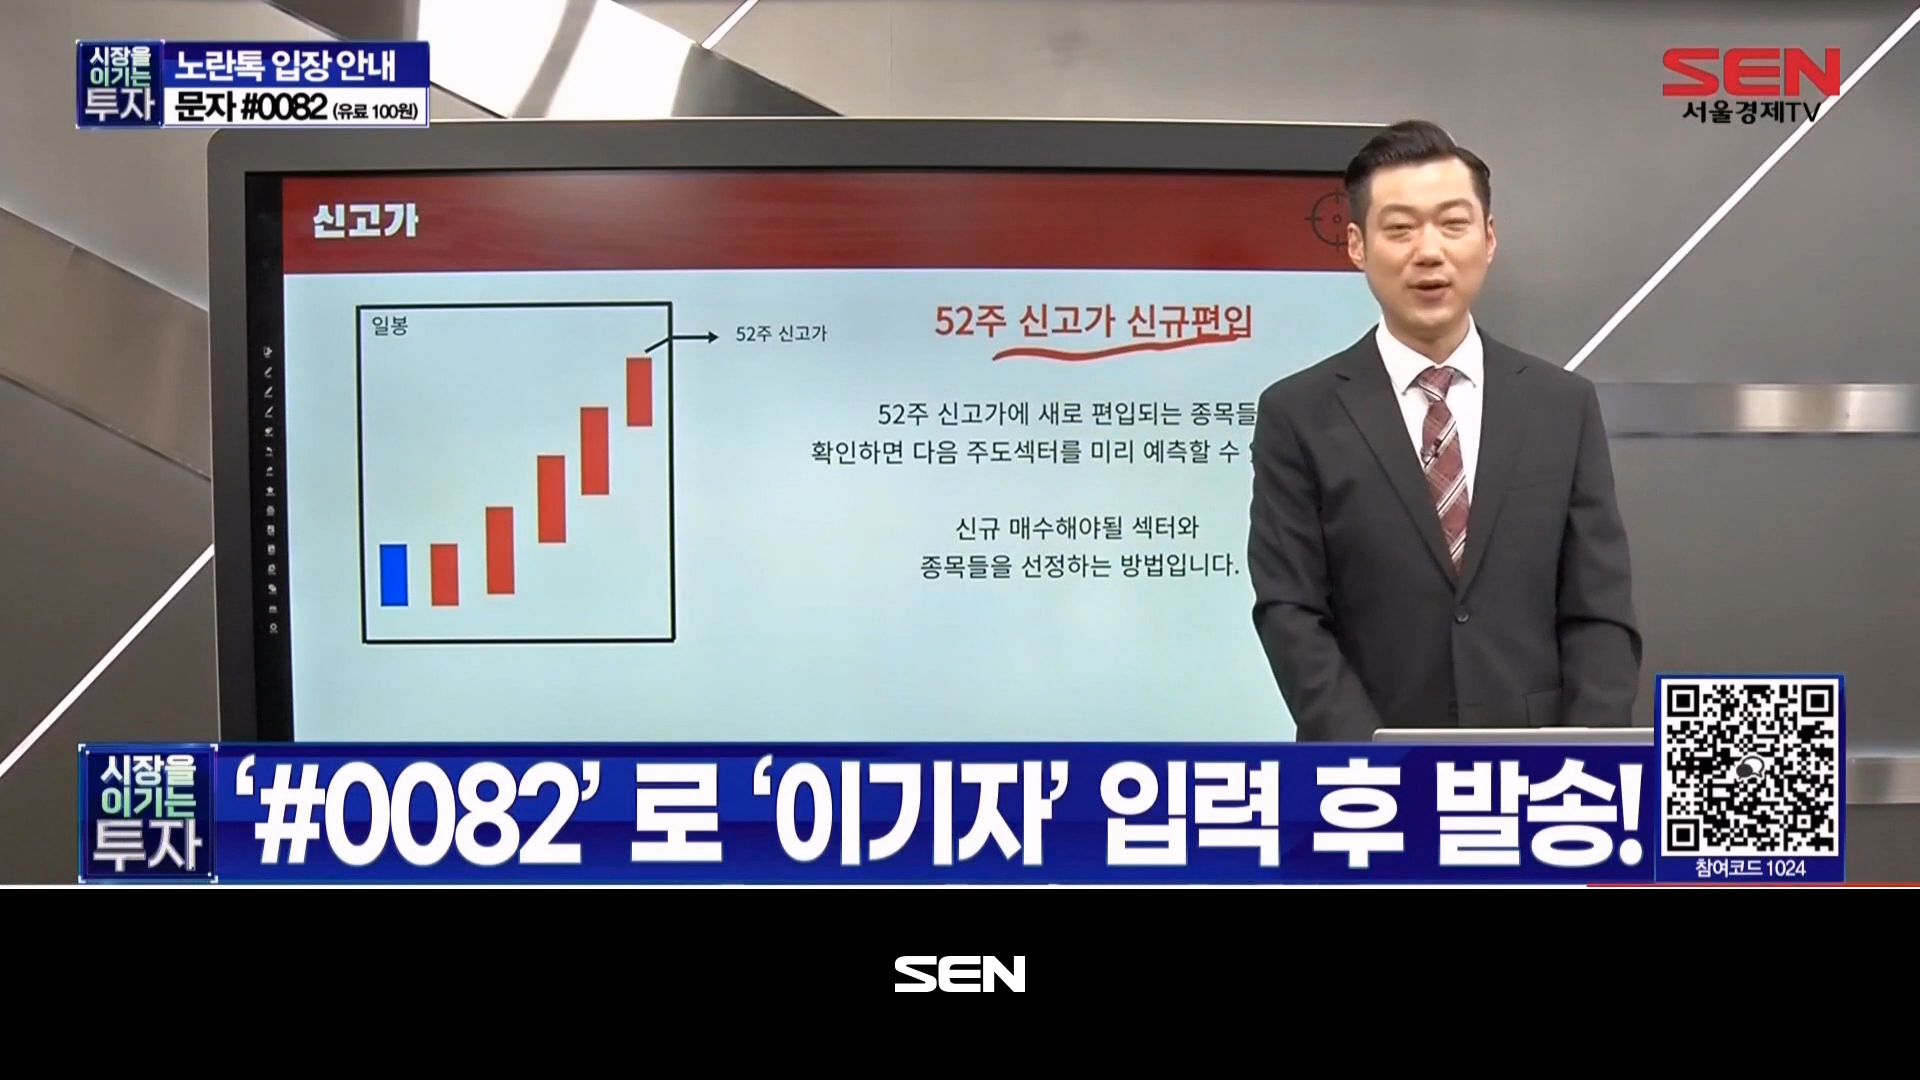 시장을
이기는
투자
노란톡 입장 안내
문자 #0082 (유료 100원)
SEN
서울경제TV
신고가
일봉
52주 신고가
52주 신고가 신규편입
52주 신고가에 새로 편입되는 종목들
확인하면 다음 주도섹터를 미리 예측할 수
신규 매수해야될 섹터와
종목들을 선정하는 방법입니다.
시장을
이기는
투자
‘#0082’ 로 ‘이기자’ 입력 후 발송!
참여코드 1024
SEN